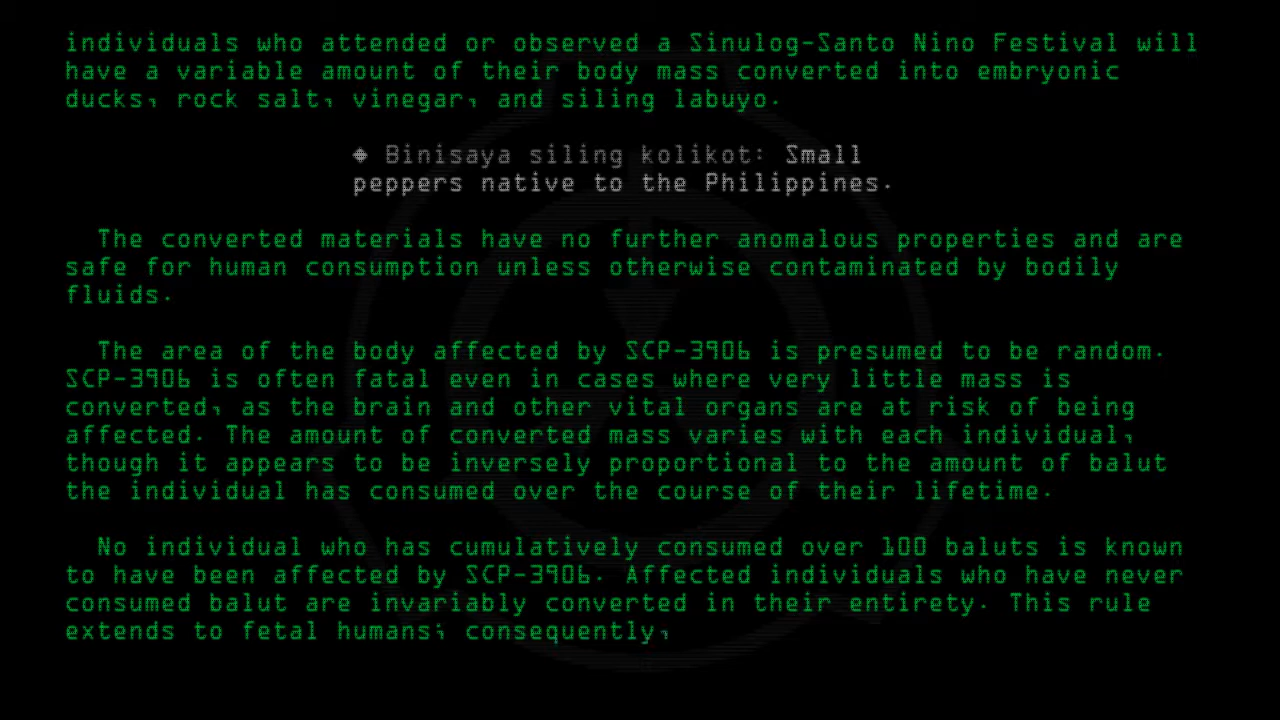 individuals who attended or observed a Sinulog-Santo Nino Festival will
have a variable amount of their body mass converted into embryonic
ducks, rock salt, vinegar, and siling labuyo.
◆ Binisaya siling kolikot: Small
peppers native to the Philippines.
The converted materials have no further anomalous properties and are
safe for human consumption unless otherwise contaminated by bodily
fluids.
The area of the body affected by SCP-3906 is presumed to be random.
SCP-3906 is often fatal even in cases where very little mass is
converted, as the brain and other vital organs are at risk of being
affected. The amount of converted mass varies with each individual,
though it appears to be inversely proportional to the amount of balut
the individual has consumed over the course of their lifetime.
No individual who has cumulatively consumed over 100 baluts is known
to have been affected by SCP-3906. Affected individuals who have never
consumed balut are invariably converted in their entirety. This rule
extends to fetal humans; consequently,